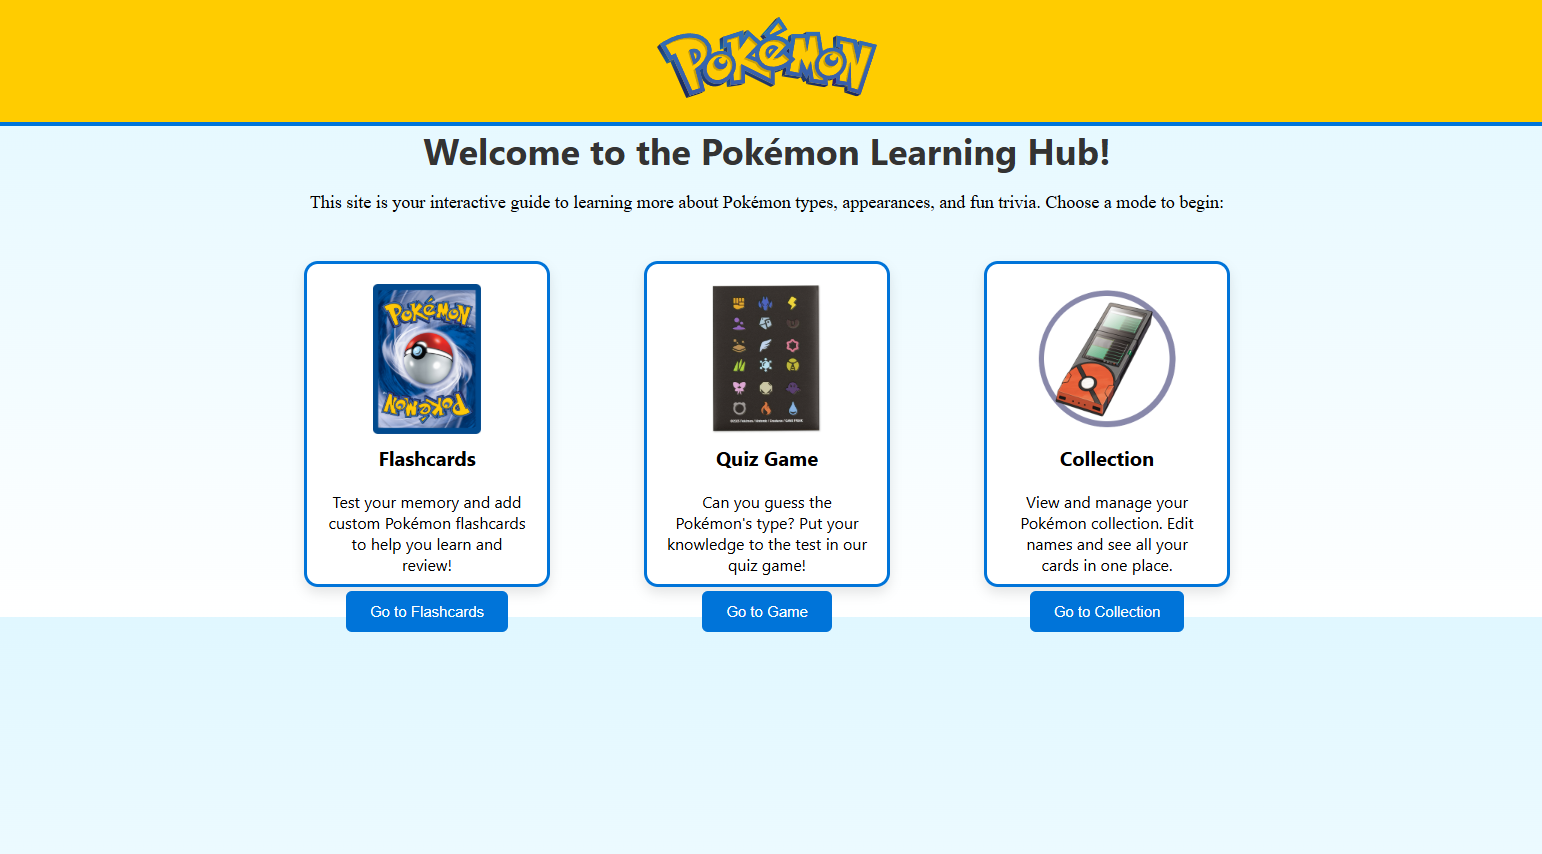 POKéMON
Welcome to the Pokémon Learning Hub!
This site is your interactive guide to learning more about Pokémon types, appearances, and fun trivia. Choose a mode to begin:
POKéMON
POKéMON
Flashcards
Test your memory and add
custom Pokémon flashcards
to help you learn and
review!
Go to Flashcards
Quiz Game
Can you guess the
Pokémon's type? Put your
knowledge to the test in our
quiz game!
Go to Game
Collection
View and manage your
Pokémon collection. Edit
names and see all your
cards in one place.
Go to Collection